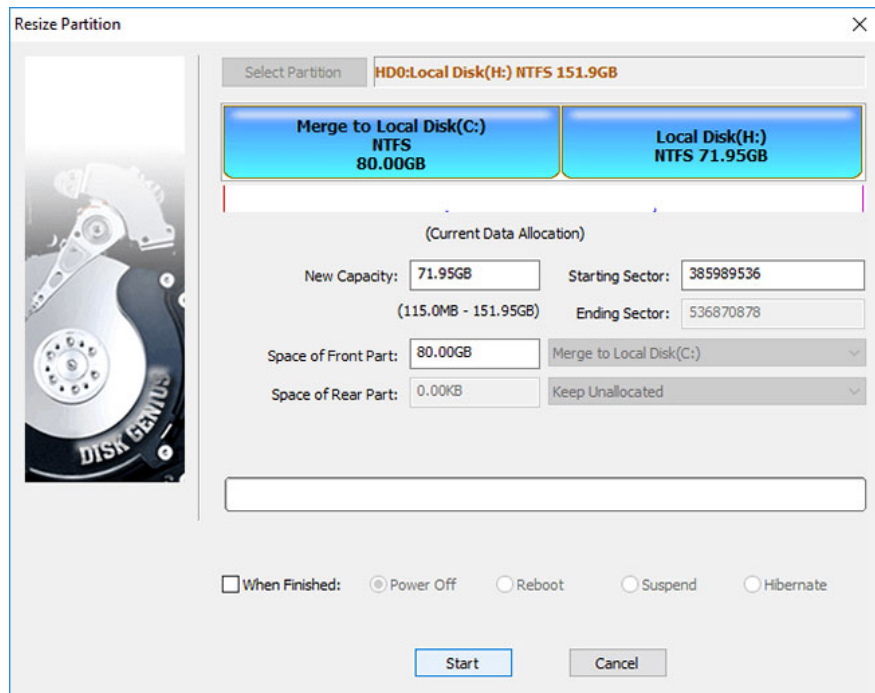 Resize Partition
Select Partition HD0:Local Disk(H:) NTFS 151.9GB
Merge to Local Disk(C:)
NTFS
80.00GB
Local Disk(H:)
NTFS 71.95GB
(Current Data Allocation)
New Capacity: 71.95GB Starting Sector: 385989536
(115.0MB - 151.95GB) Ending Sector: 536870878
Space of Front Part: 80.00GB Merge to Local Disk(C:)
Space of Rear Part: 0.00KB Keep Unallocated
DISK GENIUS
When Finished: Power Off Reboot Suspend Hibernate
Start Cancel